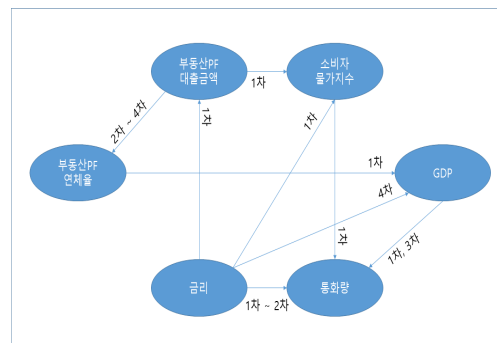 부동산PF
대출금액
소비자
물가지수
1차
2차 ~ 4차
1차
1차
부동산PF
연체율
1차
GDP
4차
1차
1차, 3차
금리
통화량
1차 ~ 2차